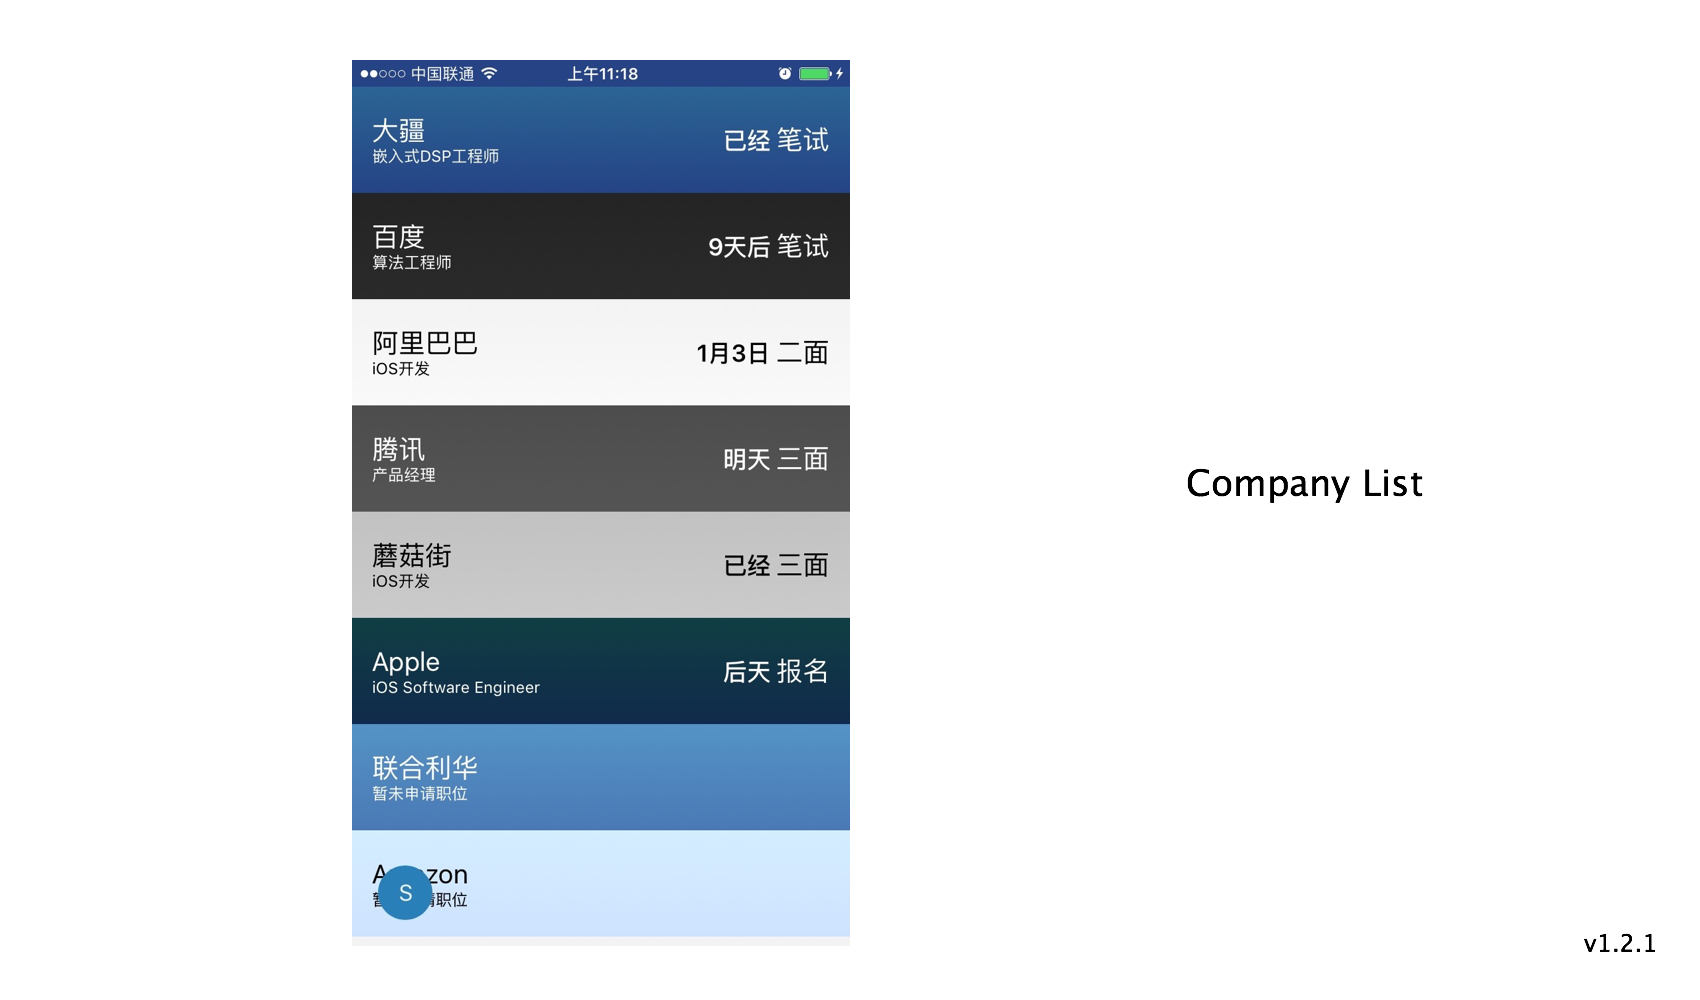 中国联通 上午11:18
大疆
嵌入式DSP工程师
已经 笔试
百度
算法工程师
9天后 笔试
阿里巴巴
iOS开发
1月3日 二面
腾讯
产品经理
明天 三面
蘑菇街
iOS开发
已经 三面
Apple
iOS Software Engineer
后天 报名
联合利华
暂未申请职位
S
Company List
v1.2.1